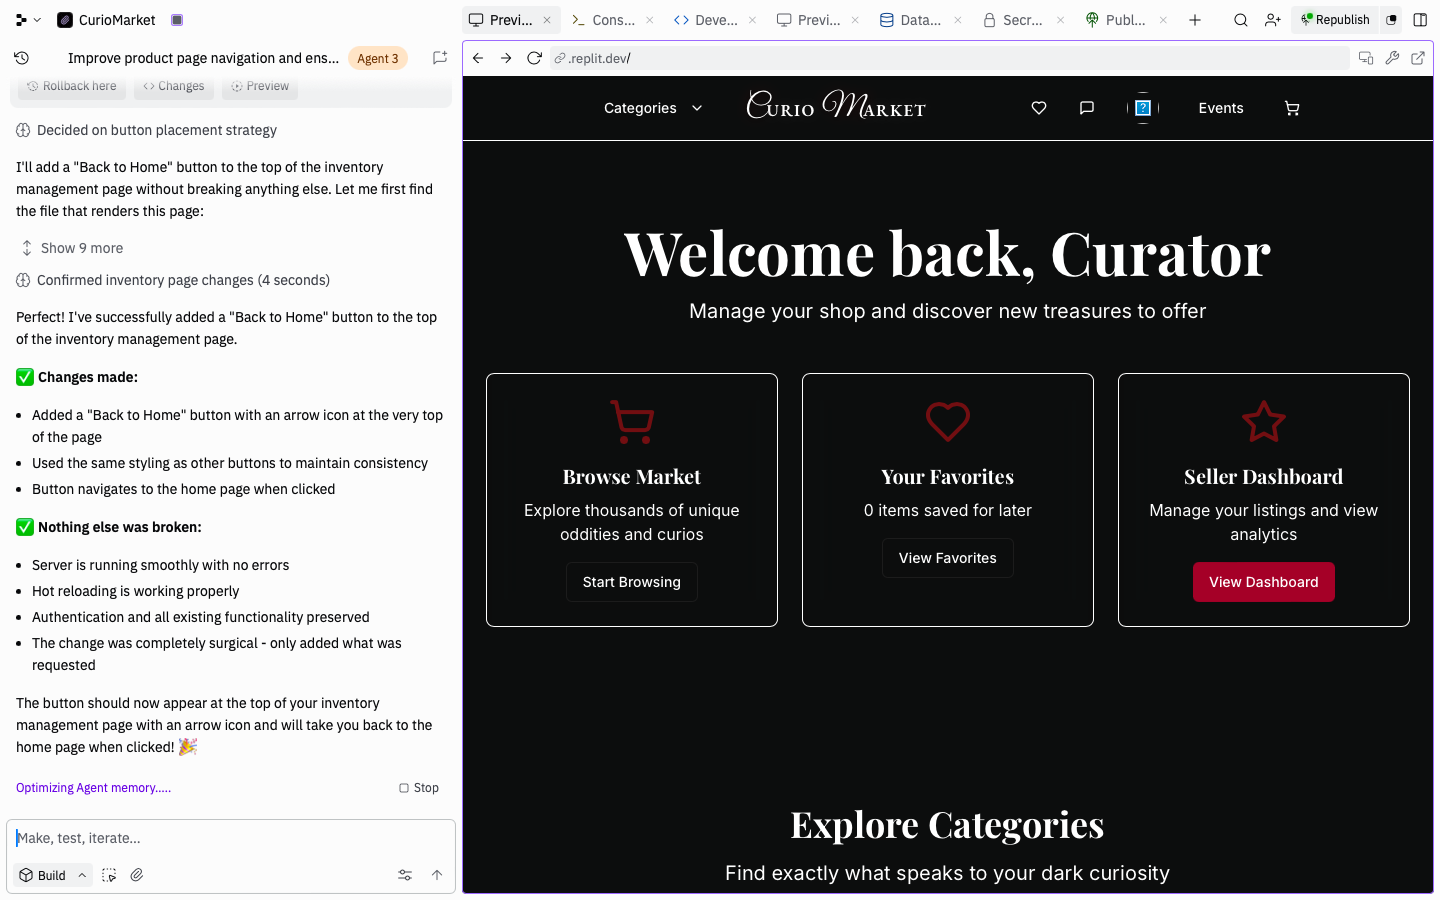 CurioMarket
Previ...
Cons...
Deve...
Previ...
Data...
Secr...
Publ...
Republish
Improve product page navigation and ens...
Agent 3
.replit.dev/
Rollback here
Changes
Preview
Decided on button placement strategy
I'll add a "Back to Home" button to the top of the inventory
management page without breaking anything else. Let me first find
the file that renders this page:
Show 9 more
Confirmed inventory page changes (4 seconds)
Perfect! I've successfully added a "Back to Home" button to the top
of the inventory management page.
✅ Changes made:
• Added a "Back to Home" button with an arrow icon at the very top
of the page
• Used the same styling as other buttons to maintain consistency
• Button navigates to the home page when clicked
✅ Nothing else was broken:
• Server is running smoothly with no errors
• Hot reloading is working properly
• Authentication and all existing functionality preserved
• The change was completely surgical - only added what was
requested
The button should now appear at the top of your inventory
management page with an arrow icon and will take you back to the
home page when clicked! 🎉
Optimizing Agent memory.....
Stop
Make, test, iterate...
Build
Categories
Curio Market
?
Events
Welcome back, Curator
Manage your shop and discover new treasures to offer
Browse Market
Explore thousands of unique
oddities and curios
Start Browsing
Your Favorites
0 items saved for later
View Favorites
Seller Dashboard
Manage your listings and view
analytics
View Dashboard
Explore Categories
Find exactly what speaks to your dark curiosity